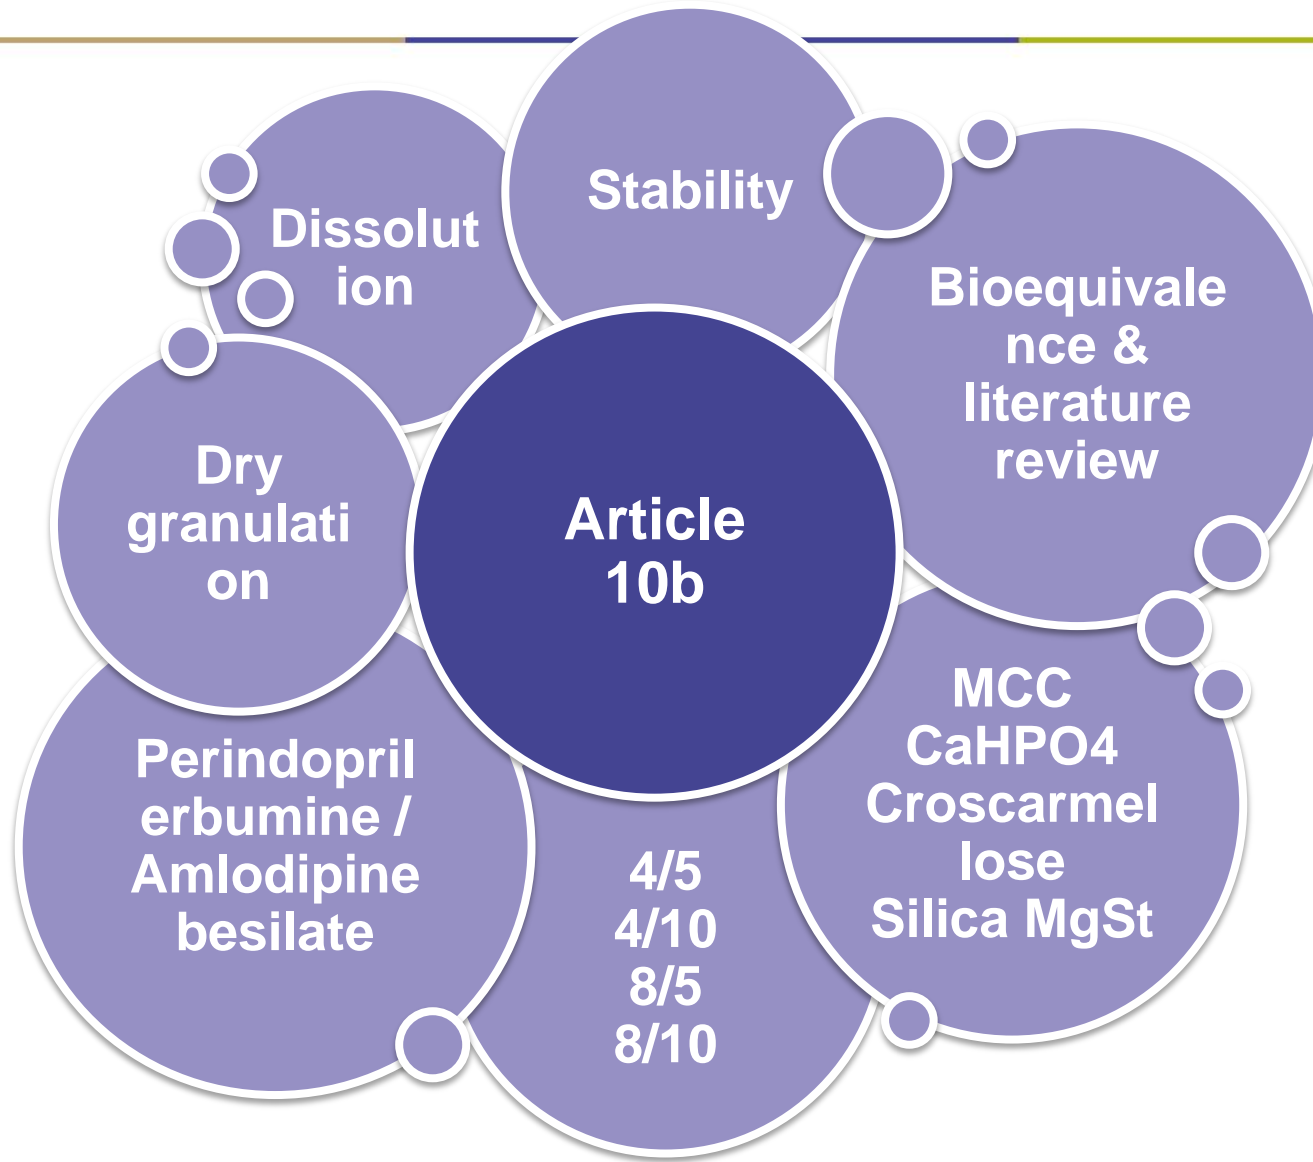 Stability
Dissolut
ion
Bioequivale
nce &
literature
review
Dry
granulati
on
Article
10b
MCC
CaHPO4
Croscarmel
lose
Silica MgSt
Perindopril
erbumine /
Amlodipine
besilate
4/5
4/10
8/5
8/10